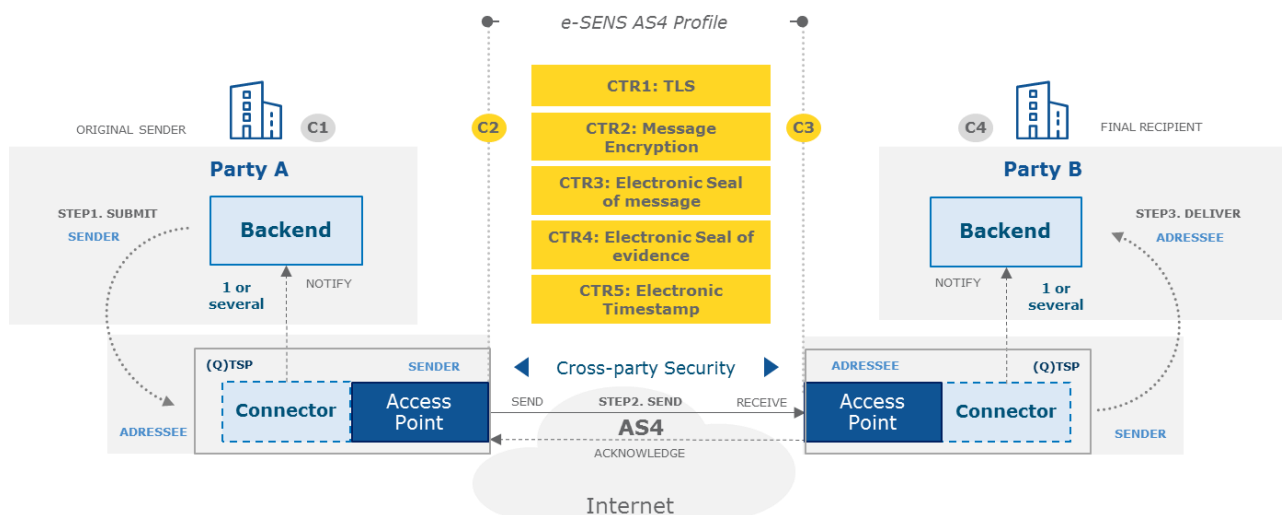 e-SENS AS4 Profile
CTR1: TLS
CTR2: Message
Encryption
CTR3: Electronic Seal
of message
CTR4: Electronic Seal of
evidence
CTR5: Electronic
Timestamp
ORIGINAL SENDER
C1
C2
C3
C4
FINAL RECIPIENT
Party A
STEP1. SUBMIT
SENDER
Backend
NOTIFY
1 or
several
Party B
Backend
STEP3. DELIVER
ADRESSEE
NOTIFY
1 or
several
(Q)TSP
SENDER
Connector
Access
Point
ADRESSEE
Cross-party Security
SEND
STEP2. SEND
RECEIVE
AS4
ACKNOWLEDGE
Internet
ADRESSEE
(Q)TSP
Access
Point
Connector
SENDER